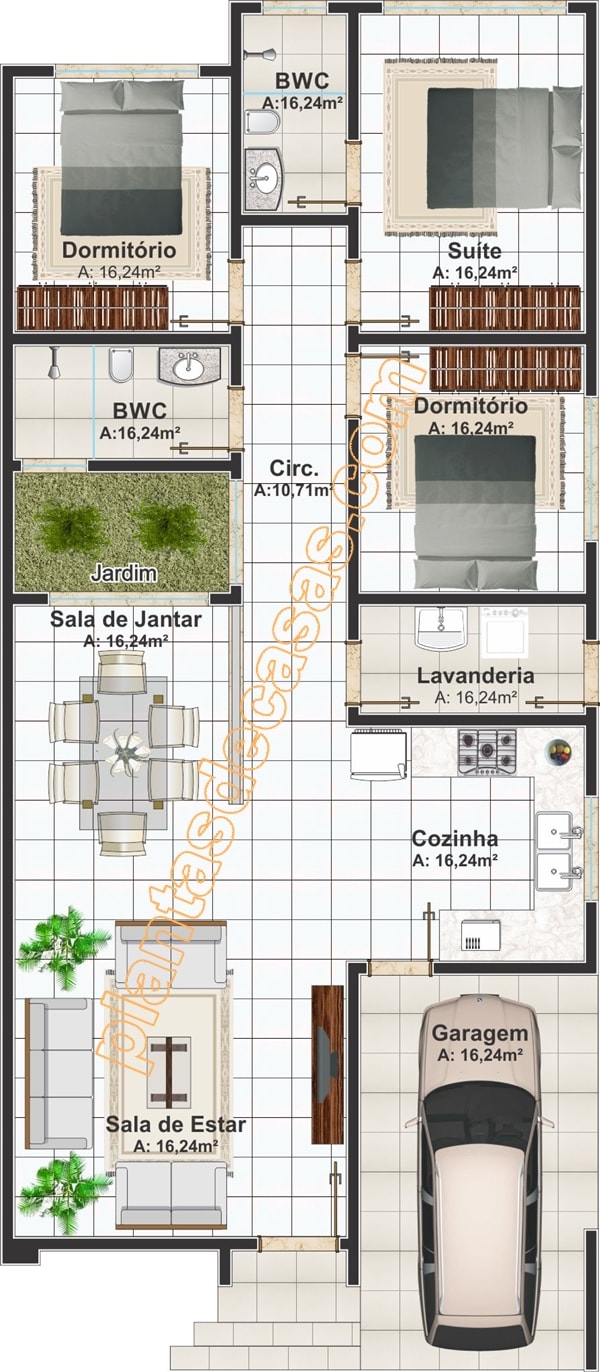 BWC
A:16,24m²
Dormitório
A: 16,24m²
Suíte
A: 16,24m²
BWC
A:16,24m²
Dormitório
A: 16,24m²
Circ.
A:10,71m²
Jardim
Sala de Jantar
A: 16,24m²
Lavanderia
A: 16,24m²
Cozinha
A: 16,24m²
Garagem
A: 16,24m²
Sala de Estar
A: 16,24m²
plantasdecasas.com